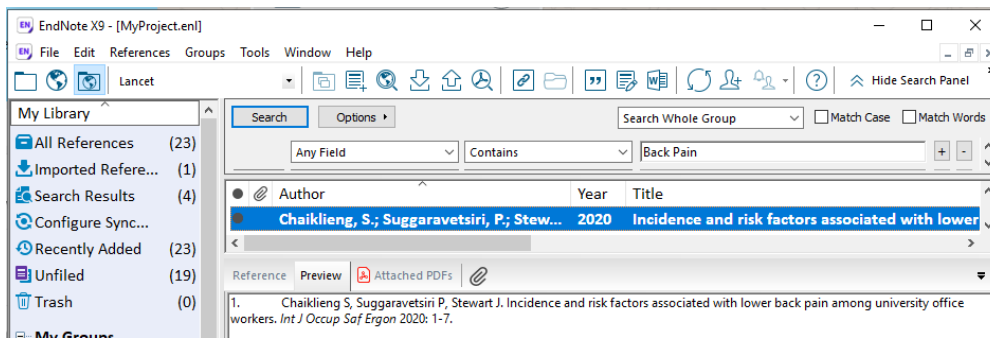 EN EndNote X9 - [MyProject.enl]
EN File Edit References Groups Tools Window Help
Lancet Hide Search Panel
My Library
Search Options Search Whole Group Match Case Match Words
Any Field Contains Back Pain + -
All References (23)
Imported Refere... (1)
Search Results (4)
Configure Sync...
Recently Added (23)
Unfiled (19)
Trash (0)
My Groups
Author Year Title
Chaiklieng, S.; Suggaravetsiri, P.; Stew... 2020 Incidence and risk factors associated with lower
Reference Preview Attached PDFs
1. Chaiklieng S, Suggaravetsiri P, Stewart J. Incidence and risk factors associated with lower back pain among university office
workers. Int J Occup Saf Ergon 2020: 1-7.